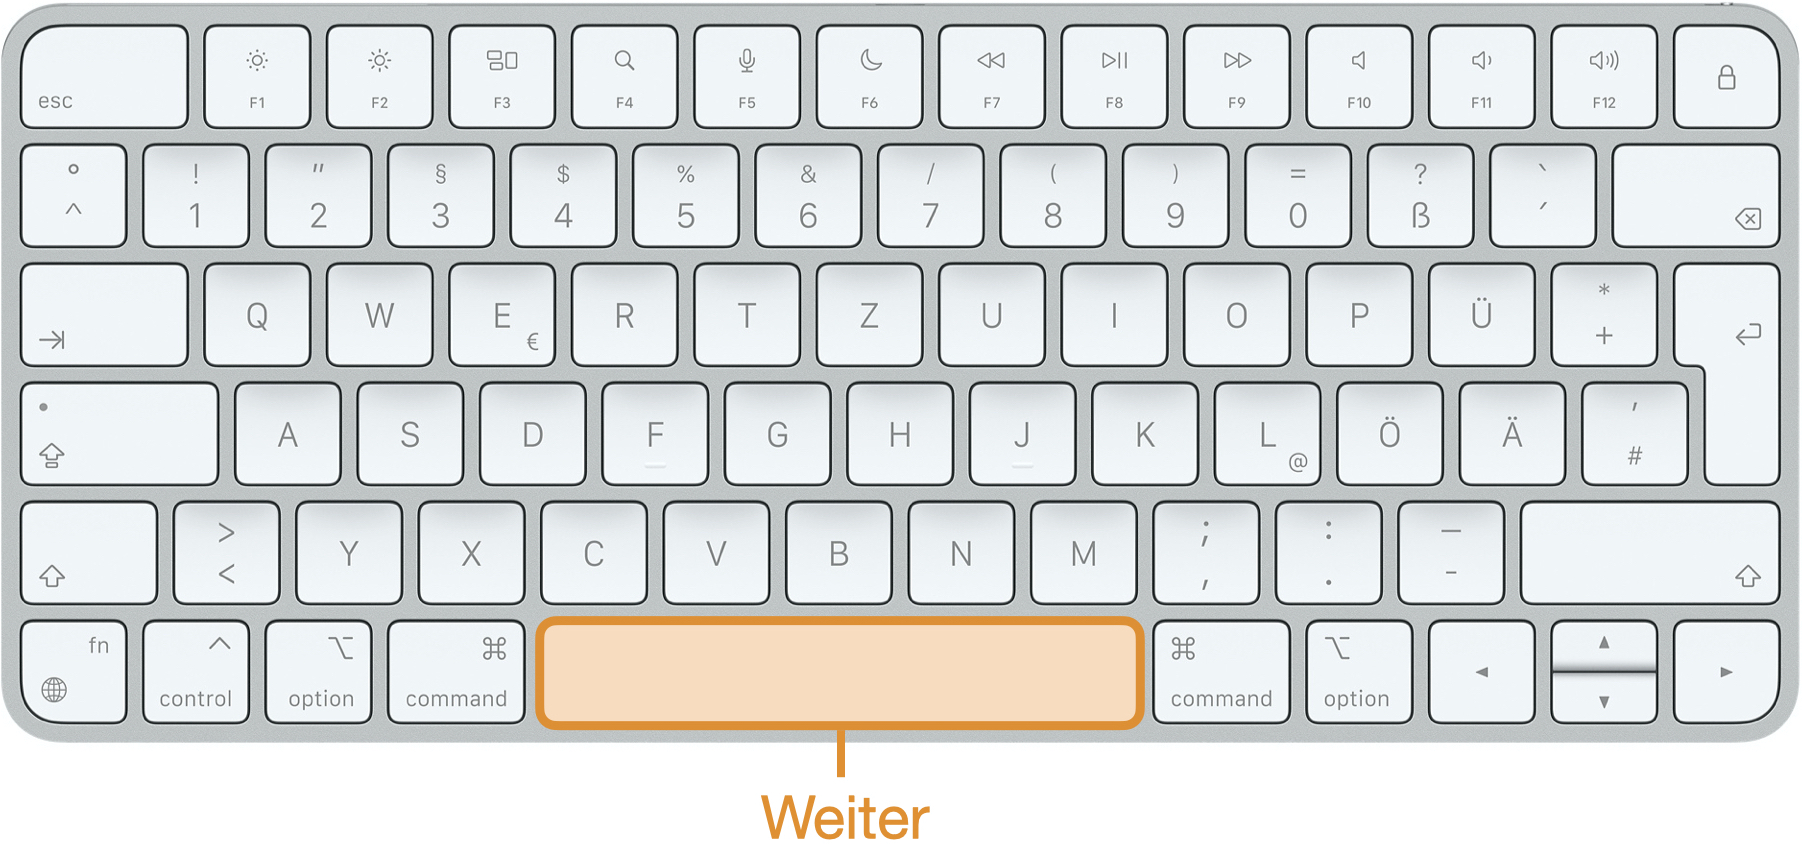 esc F1 F2 F3 F4 F5 F6 F7 F8 F9 F10 F11 F12
° ! " § $ % & / ( ) = ? `
^ 1 2 3 4 5 6 7 8 9 0 ß ´
Q W E € R T Z U I O P Ü * +
A S D F G H J K L @ Ö Ä ' #
> < Y X C V B N M ; , : . — -
fn ^ ⌥ ⌘ ⌘ ⌥
control option command command option
Weiter